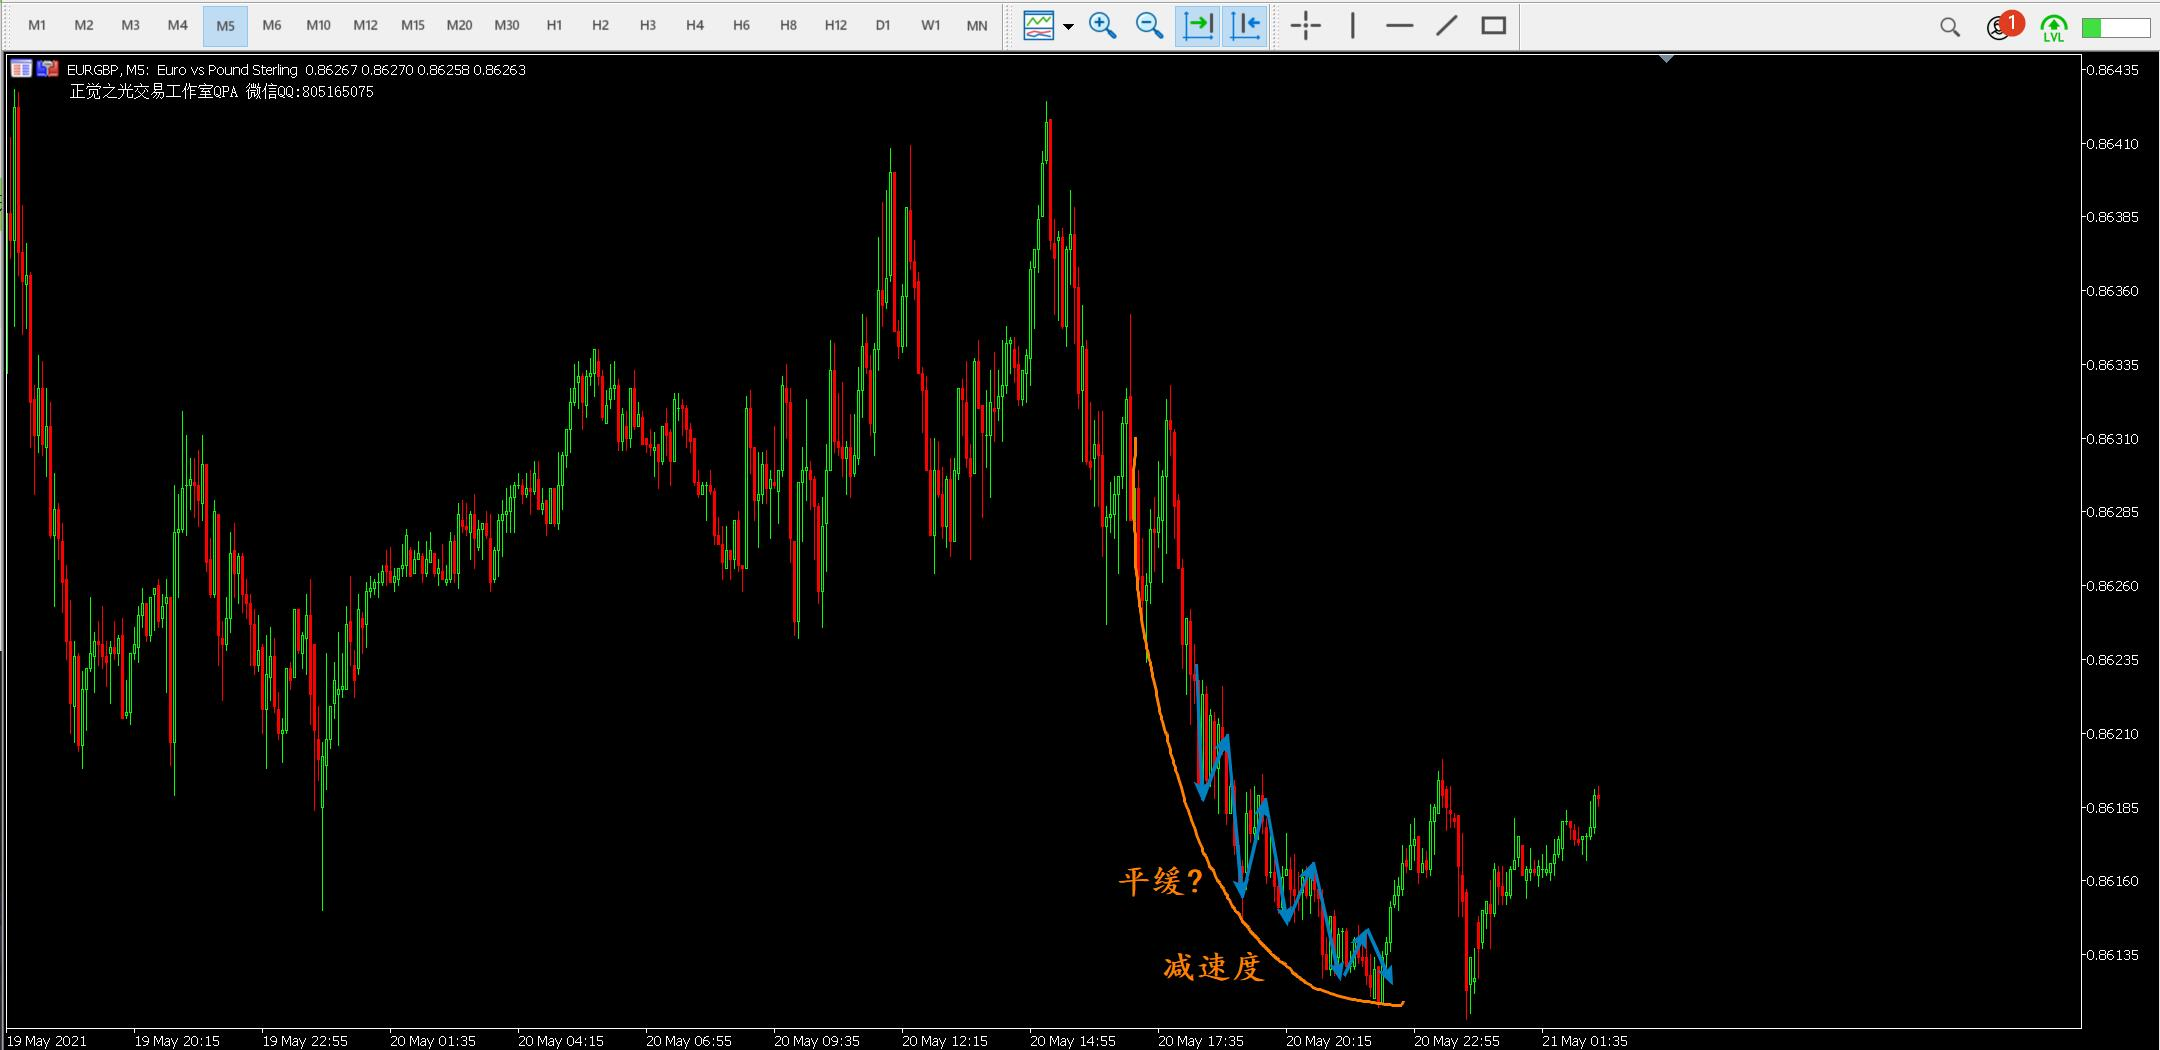 M1 M2 M3 M4 M5 M6 M10 M12 M15 M20 M30 H1 H2 H3 H4 H6 H8 H12 D1 W1 MN
1
LVL
EURGBP, M5: Euro vs Pound Sterling 0.86267 0.86270 0.86258 0.86263
正觉之光交易工作室QPA 微信QQ:805165075
0.86435
0.86410
0.86385
0.86360
0.86335
0.86310
0.86285
0.86260
0.86235
0.86210
0.86185
0.86160
0.86135
平缓?
减速度
19 May 2021 19 May 20:15 19 May 22:55 20 May 01:35 20 May 04:15 20 May 06:55 20 May 09:35 20 May 12:15 20 May 14:55 20 May 17:35 20 May 20:15 20 May 22:55 21 May 01:35